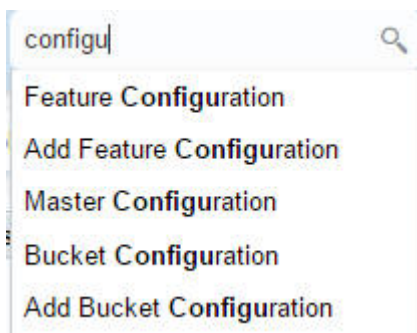 configu
Feature Configuration
Add Feature Configuration
Master Configuration
Bucket Configuration
Add Bucket Configuration